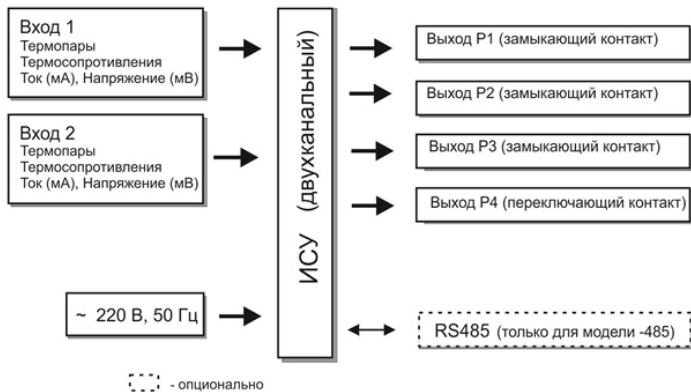 Вход 1
Термопары
Термосопротивления
Ток (мА), Напряжение (мВ)
Вход 2
Термопары
Термосопротивления
Ток (мА), Напряжение (мВ)
~ 220 В, 50 Гц
ИСУ (двухканальный)
Выход Р1 (замыкающий контакт)
Выход Р2 (замыкающий контакт)
Выход Р3 (замыкающий контакт)
Выход Р4 (переключающий контакт)
RS485 (только для модели -485)
- опционально